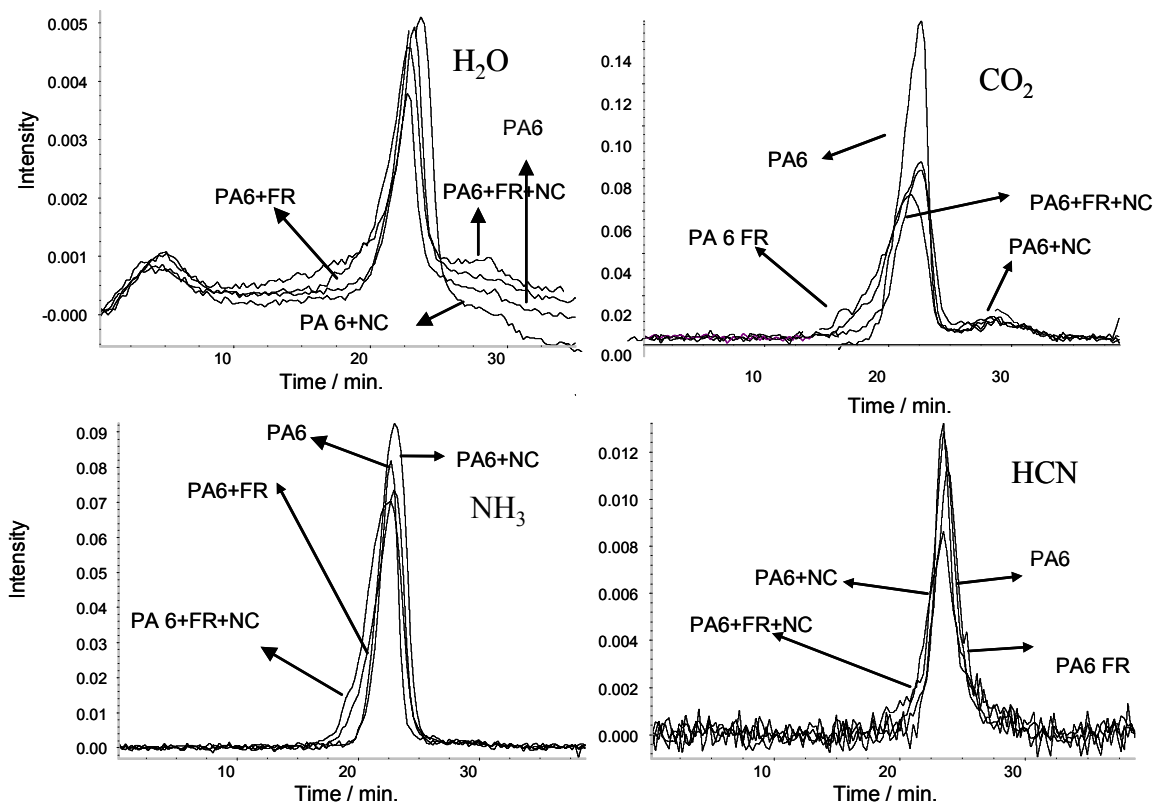 0.005
0.004
0.003
0.002
0.001
-0.000
Intensity
H2O
PA6
PA6+FR
PA6+FR+NC
PA 6+NC
10
20
30
Time / min.
0.14
0.12
0.10
0.08
0.06
0.04
0.02
0.00
CO2
PA6
PA6+FR+NC
PA 6 FR
PA6+NC
10
20
30
Time / min.
0.09
0.08
0.07
0.06
0.05
0.04
0.03
0.02
0.01
0.00
Intensity
PA6
PA6+NC
PA6+FR
NH3
PA 6+FR+NC
10
20
30
Time / min.
0.012
0.010
0.008
0.006
0.004
0.002
0.000
HCN
PA6
PA6+NC
PA6+FR+NC
PA6 FR
10
20
30
Time / min.